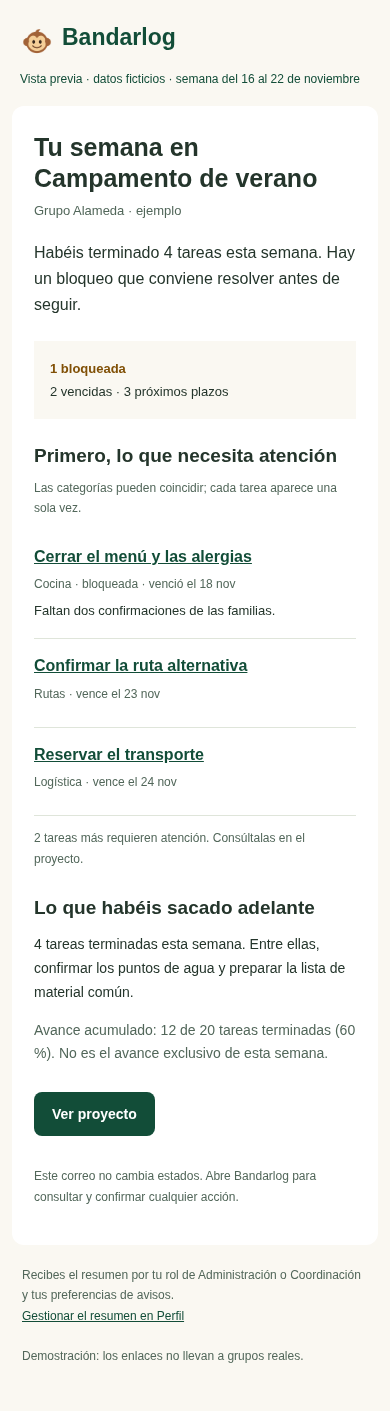 Bandarlog
Vista previa · datos ficticios · semana del 16 al 22 de noviembre
Tu semana en
Campamento de verano
Grupo Alameda · ejemplo
Habéis terminado 4 tareas esta semana. Hay
un bloqueo que conviene resolver antes de
seguir.
1 bloqueada
2 vencidas · 3 próximos plazos
Primero, lo que necesita atención
Las categorías pueden coincidir; cada tarea aparece una
sola vez.
Cerrar el menú y las alergias
Cocina · bloqueada · venció el 18 nov
Faltan dos confirmaciones de las familias.
Confirmar la ruta alternativa
Rutas · vence el 23 nov
Reservar el transporte
Logística · vence el 24 nov
2 tareas más requieren atención. Consúltalas en el
proyecto.
Lo que habéis sacado adelante
4 tareas terminadas esta semana. Entre ellas,
confirmar los puntos de agua y preparar la lista de
material común.
Avance acumulado: 12 de 20 tareas terminadas (60
%). No es el avance exclusivo de esta semana.
Ver proyecto
Este correo no cambia estados. Abre Bandarlog para
consultar y confirmar cualquier acción.
Recibes el resumen por tu rol de Administración o Coordinación
y tus preferencias de avisos.
Gestionar el resumen en Perfil
Demostración: los enlaces no llevan a grupos reales.